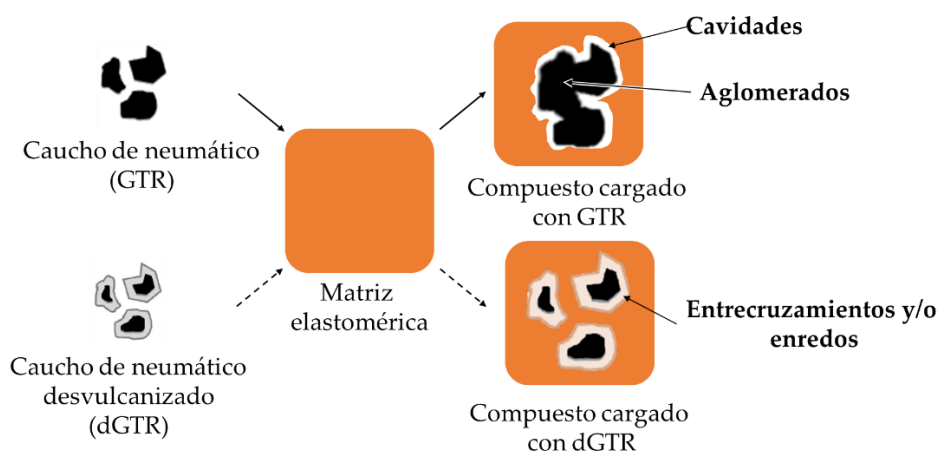 Cavidades
Aglomerados
Caucho de neumático
(GTR)
Compuesto cargado
con GTR
Matriz
elastomérica
Entrecruzamientos y/o
enredos
Caucho de neumático
desvulcanizado
(dGTR)
Compuesto cargado
con dGTR